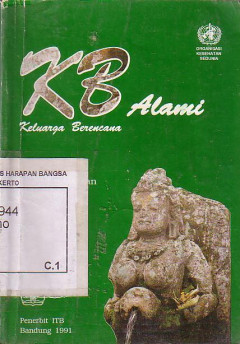 ORGANISASI
KESEHATAN
SEDUNIA
KB Alami
Keluarga Berencana
S HARAPAN BANGSA
KERTO
944
C.1
Penerbit ITB
Bandung 1991